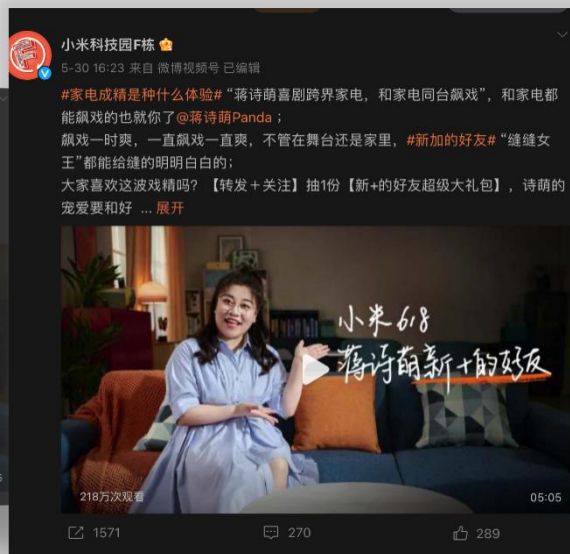 小米科技园F栋
5-30 16:23 来自 微博视频号 已编辑
#家电成精是种什么体验# “蒋诗萌喜剧跨界家电，和家电同台飙戏”，和家电都
能飙戏的也就你了@蒋诗萌Panda；
飙戏一时爽，一直飙戏一直爽，不管在舞台还是家里，#新加的好友# “缝缝女
王”都能给缝的明明白白的；
大家喜欢这波戏精吗？【转发＋关注】抽1份【新+的好友超级大礼包】，诗萌的
宠爱要和好 ... 展开
小米618
蒋诗萌新+的好友
218万次观看
05:05
1571
270
289